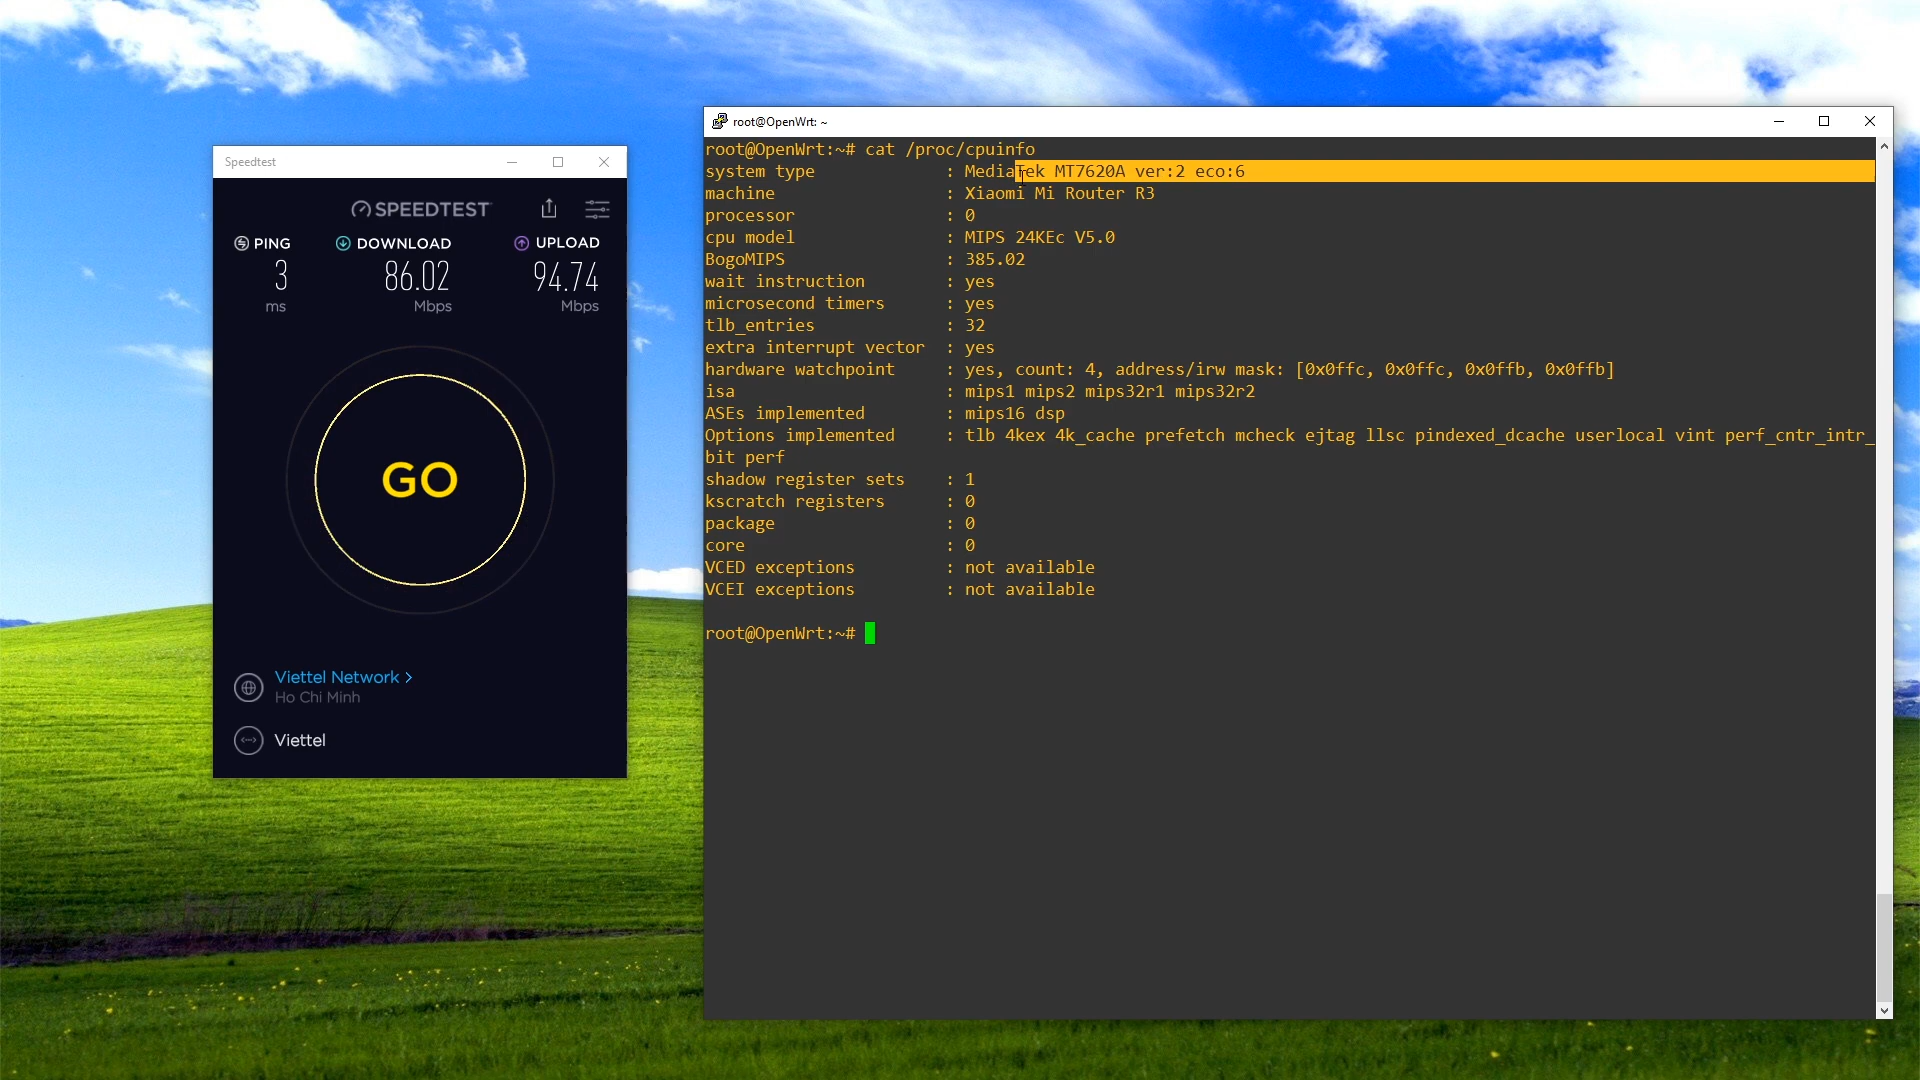 Speedtest
SPEEDTEST
PING DOWNLOAD UPLOAD
3 86.02 94.74
ms Mbps Mbps
GO
Viettel Network >
Ho Chi Minh
Viettel
root@OpenWrt: ~
root@OpenWrt:~# cat /proc/cpuinfo
system type : MediaTek MT7620A ver:2 eco:6
machine : Xiaomi Mi Router R3
processor : 0
cpu model : MIPS 24KEc V5.0
BogoMIPS : 385.02
wait instruction : yes
microsecond timers : yes
tlb_entries : 32
extra interrupt vector : yes
hardware watchpoint : yes, count: 4, address/irw mask: [0x0ffc, 0x0ffc, 0x0ffb, 0x0ffb]
isa : mips1 mips2 mips32r1 mips32r2
ASEs implemented : mips16 dsp
Options implemented : tlb 4kex 4k_cache prefetch mcheck ejtag llsc pindexed_dcache userlocal vint perf_cntr_intr_
bit perf
shadow register sets : 1
kscratch registers : 0
package : 0
core : 0
VCED exceptions : not available
VCEI exceptions : not available
root@OpenWrt:~#